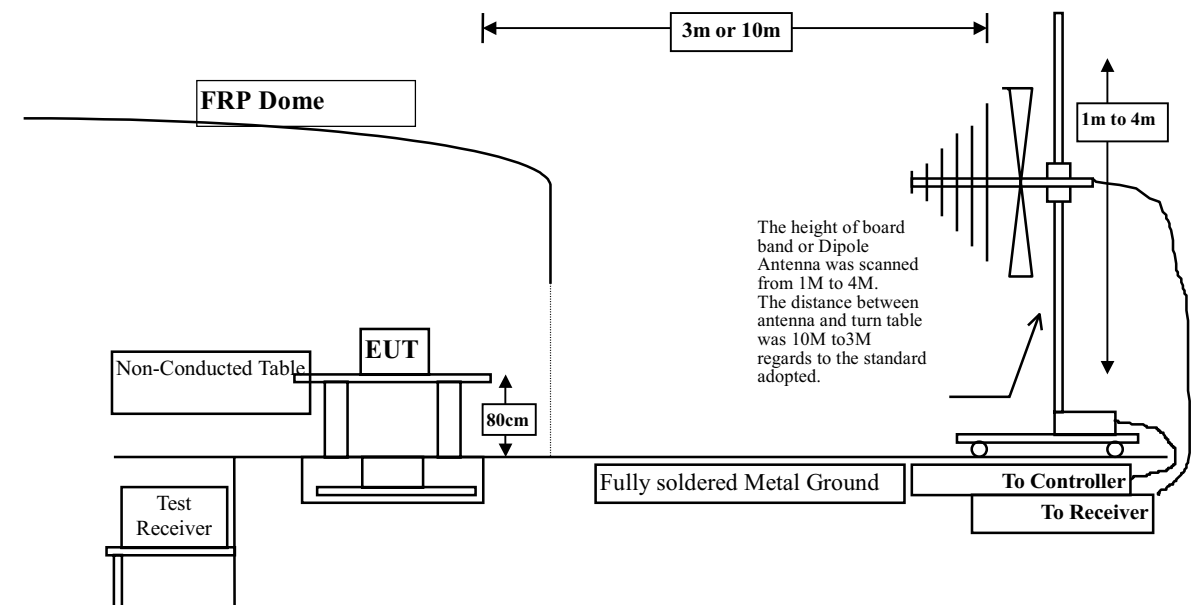 3m or 10m
FRP Dome
1m to 4m
The height of board
band or Dipole
Antenna was scanned
from 1M to 4M.
The distance between
antenna and turn table
was 10M to3M
regards to the standard
adopted.
EUT
Non-Conducted Table
80cm
Fully soldered Metal Ground
To Controller
To Receiver
Test
Receiver